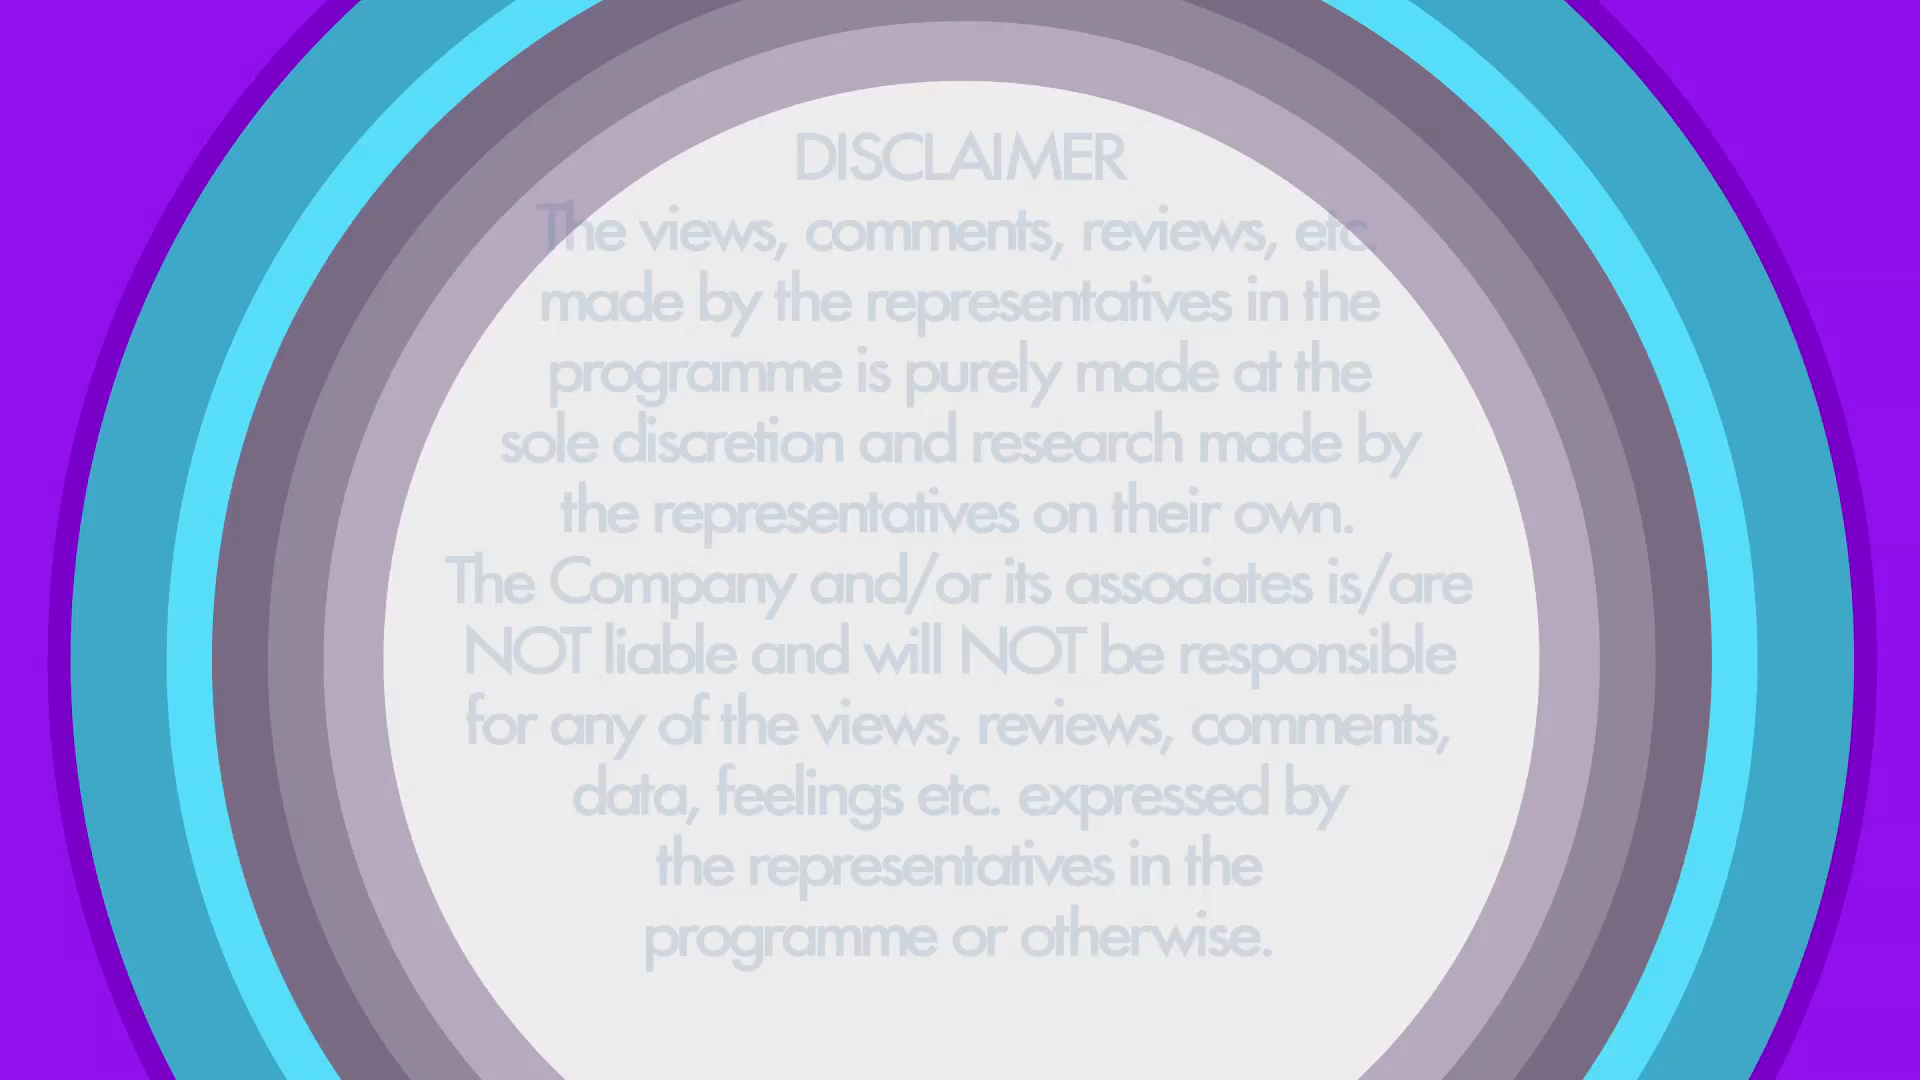 DISCLAIMER
The views, comments, reviews, etc.
made by the representatives in the
programme is purely made at the
sole discretion and research made by
the representatives on their own.
The Company and/or its associates is/are
NOT liable and will NOT be responsible
for any of the views, reviews, comments,
data, feelings etc. expressed by
the representatives in the
programme or otherwise.